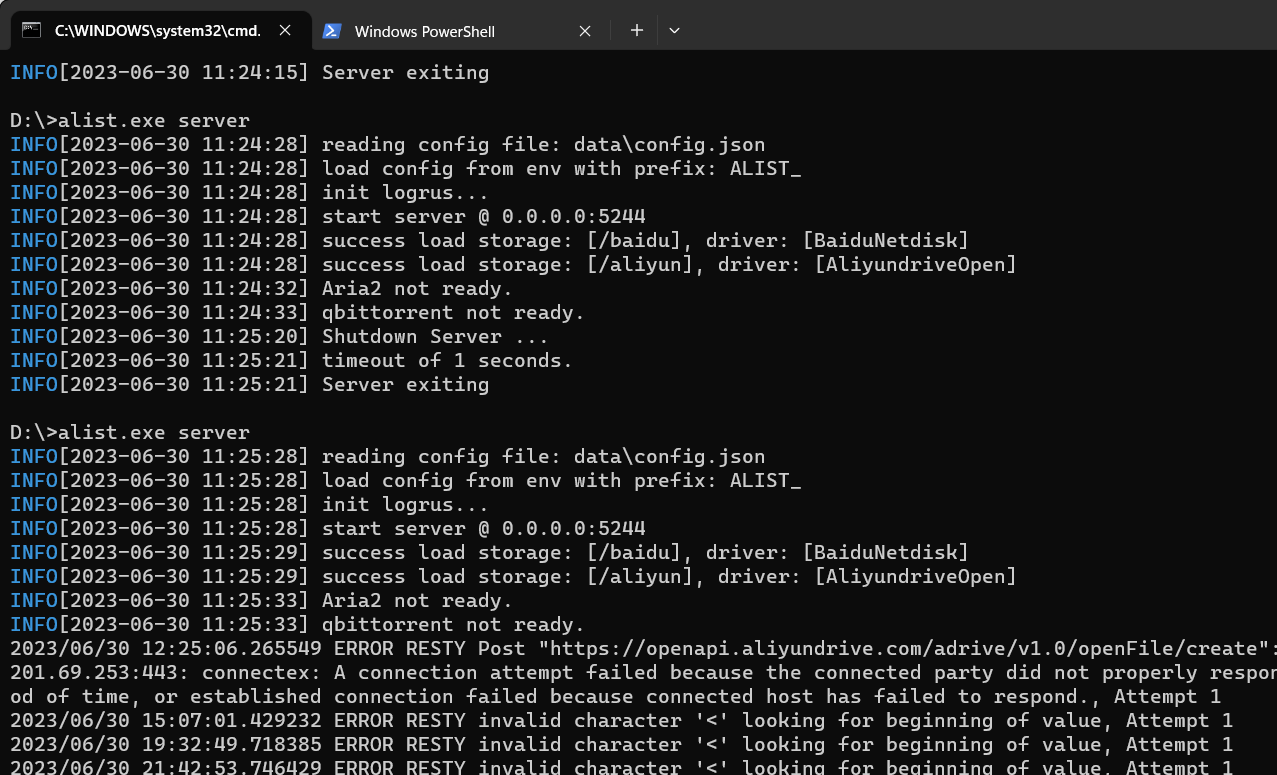 C:\WINDOWS\system32\cmd.
Windows PowerShell
INFO[2023-06-30 11:24:15] Server exiting
D:\>alist.exe server
INFO[2023-06-30 11:24:28] reading config file: data\config.json
INFO[2023-06-30 11:24:28] load config from env with prefix: ALIST_
INFO[2023-06-30 11:24:28] init logrus...
INFO[2023-06-30 11:24:28] start server @ 0.0.0.0:5244
INFO[2023-06-30 11:24:28] success load storage: [/baidu], driver: [BaiduNetdisk]
INFO[2023-06-30 11:24:28] success load storage: [/aliyun], driver: [AliyundriveOpen]
INFO[2023-06-30 11:24:32] Aria2 not ready.
INFO[2023-06-30 11:24:33] qbittorrent not ready.
INFO[2023-06-30 11:25:20] Shutdown Server ...
INFO[2023-06-30 11:25:21] timeout of 1 seconds.
INFO[2023-06-30 11:25:21] Server exiting
D:\>alist.exe server
INFO[2023-06-30 11:25:28] reading config file: data\config.json
INFO[2023-06-30 11:25:28] load config from env with prefix: ALIST_
INFO[2023-06-30 11:25:28] init logrus...
INFO[2023-06-30 11:25:28] start server @ 0.0.0.0:5244
INFO[2023-06-30 11:25:29] success load storage: [/baidu], driver: [BaiduNetdisk]
INFO[2023-06-30 11:25:29] success load storage: [/aliyun], driver: [AliyundriveOpen]
INFO[2023-06-30 11:25:33] Aria2 not ready.
INFO[2023-06-30 11:25:33] qbittorrent not ready.
2023/06/30 12:25:06.265549 ERROR RESTY Post "https://openapi.aliyundrive.com/adrive/v1.0/openFile/create":
201.69.253:443: connectex: A connection attempt failed because the connected party did not properly respon
od of time, or established connection failed because connected host has failed to respond., Attempt 1
2023/06/30 15:07:01.429232 ERROR RESTY invalid character '<' looking for beginning of value, Attempt 1
2023/06/30 19:32:49.718385 ERROR RESTY invalid character '<' looking for beginning of value, Attempt 1
2023/06/30 21:42:53.746429 ERROR RESTY invalid character '<' looking for beginning of value, Attempt 1